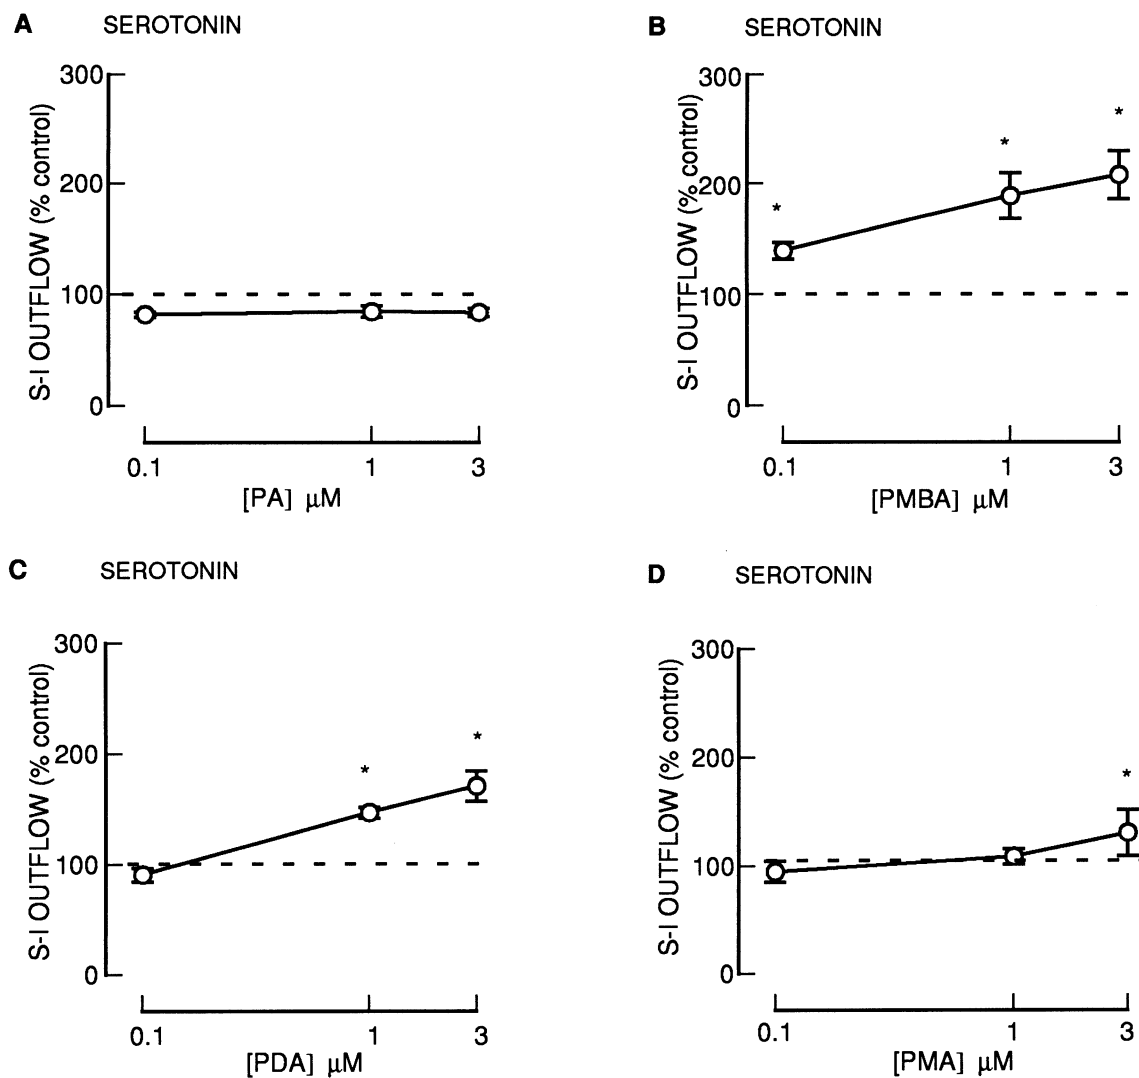 A SEROTONIN
300
200
100
0
S-I OUTFLOW (% control)
0.1 1 3
[PA] μM
B SEROTONIN
*
*
*
300
200
100
0
S-I OUTFLOW (% control)
0.1 1 3
[PMBA] μM
C SEROTONIN
*
*
300
200
100
0
S-I OUTFLOW (% control)
0.1 1 3
[PDA] μM
D SEROTONIN
*
300
200
100
0
S-I OUTFLOW (% control)
0.1 1 3
[PMA] μM